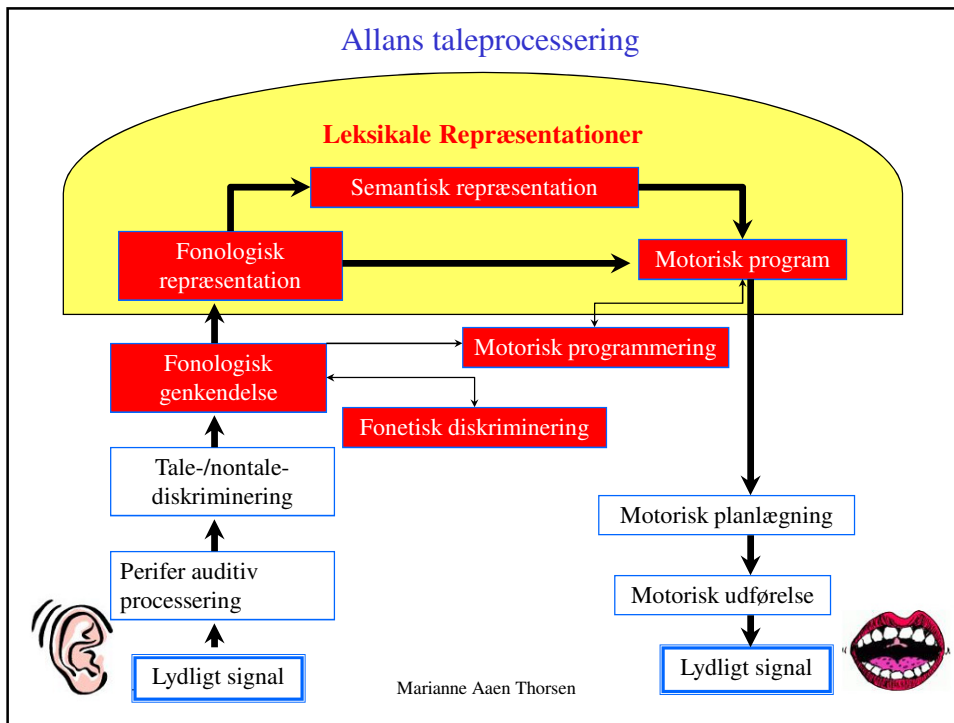 Allans taleprocessering
Leksikale Repræsentationer
Semantisk repræsentation
Fonologisk
repræsentation
Motorisk program
Motorisk programmering
Fonologisk
genkendelse
Fonetisk diskriminering
Tale-/nontale-
diskriminering
Motorisk planlægning
Perifer auditiv
processering
Motorisk udførelse
Lydligt signal
Marianne Aaen Thorsen
Lydligt signal